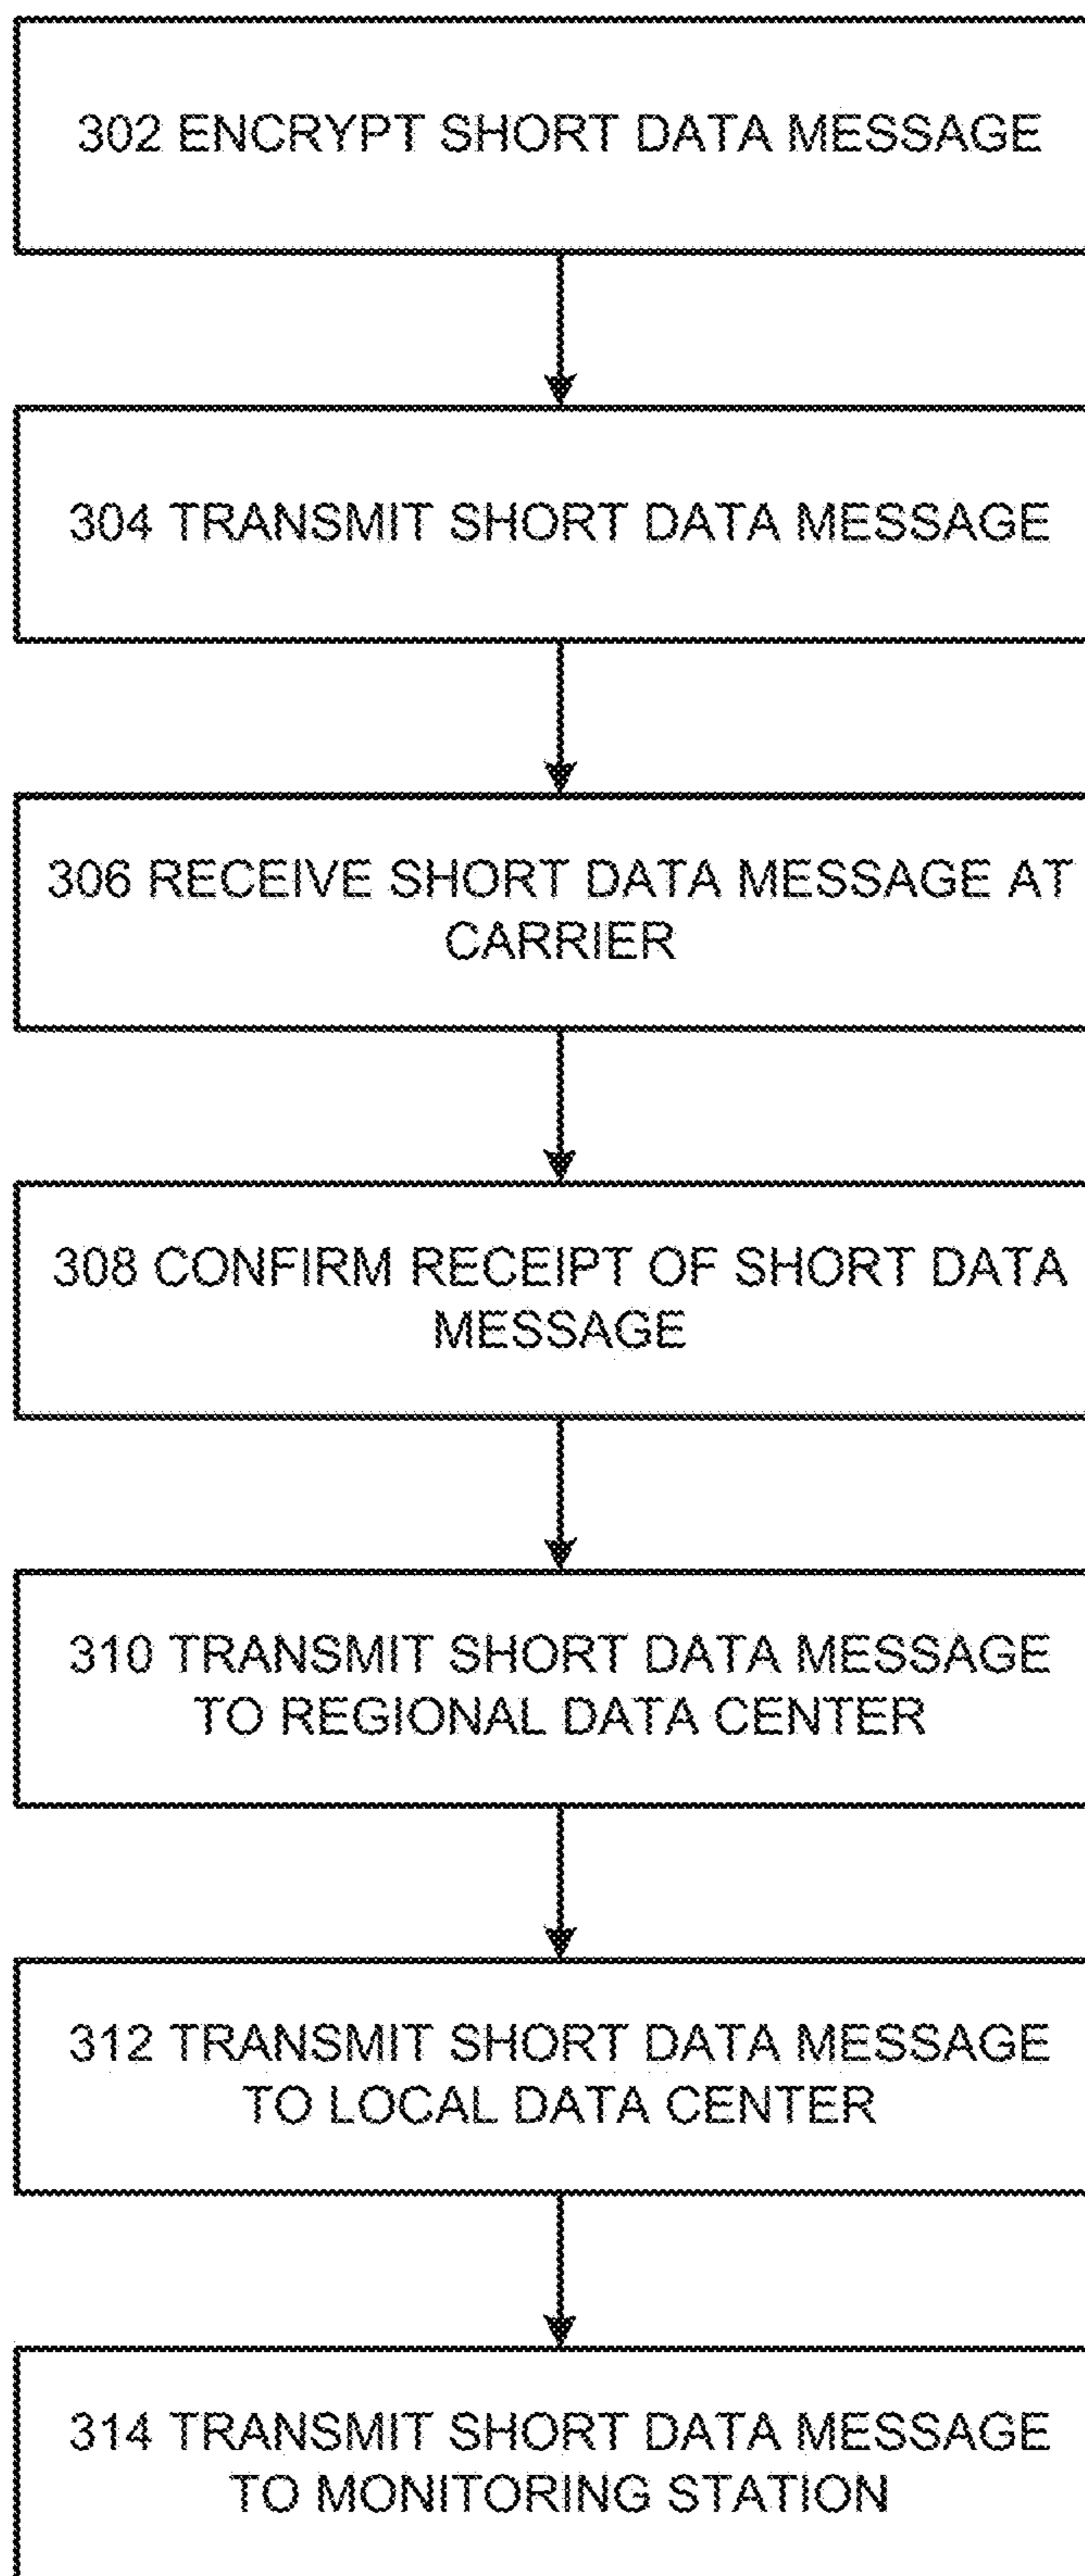 302 ENCRYPT SHORT DATA MESSAGE
304 TRANSMIT SHORT DATA MESSAGE
306 RECEIVE SHORT DATA MESSAGE AT
CARRIER
308 CONFIRM RECEIPT OF SHORT DATA
MESSAGE
310 TRANSMIT SHORT DATA MESSAGE
TO REGIONAL DATA CENTER
312 TRANSMIT SHORT DATA MESSAGE
TO LOCAL DATA CENTER
314 TRANSMIT SHORT DATA MESSAGE
TO MONITORING STATION